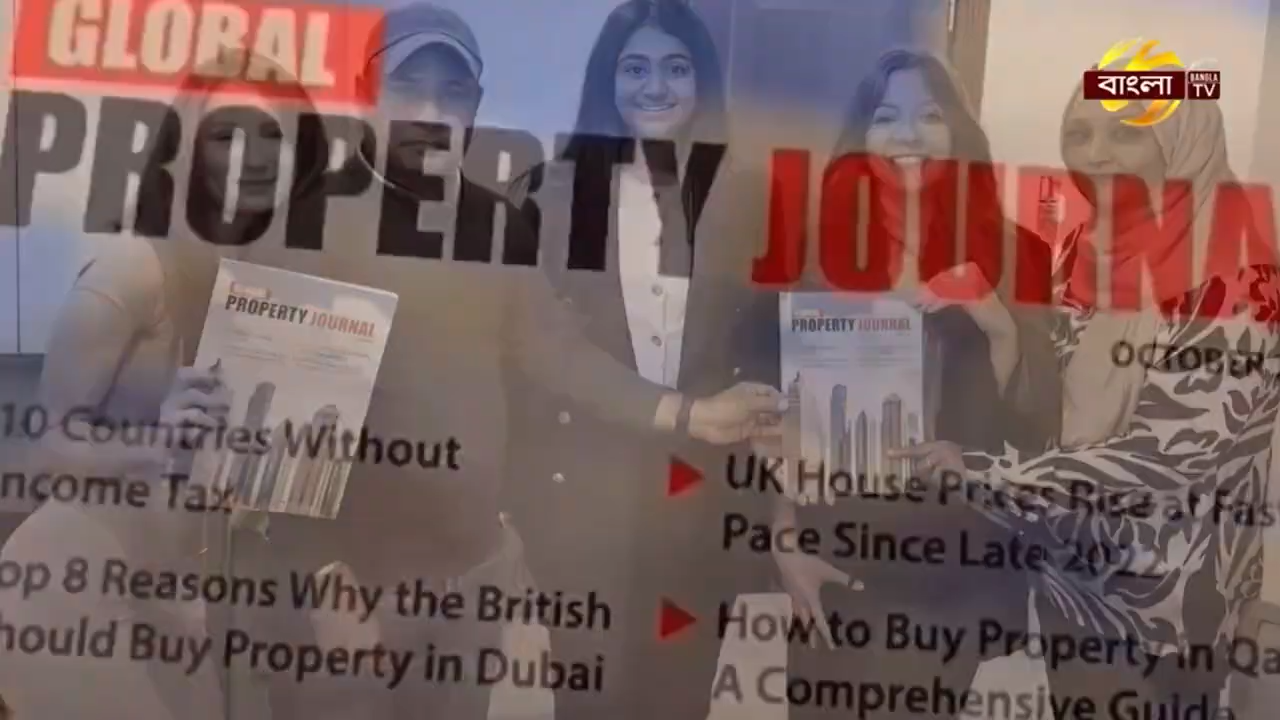 GLOBAL
বাংলা
BANGLA
TV
PROPERTY JOURNA
PROPERTY JOURNAL
PROPERTY JOURNAL
OCTOBER
10 Countries Without
ncome Tax
UK House Prices Rise at Fas
Pace Since Late 2022
op 8 Reasons Why the British
hould Buy Property in Dubai
How to Buy Property in Qa
A Comprehensive Guide